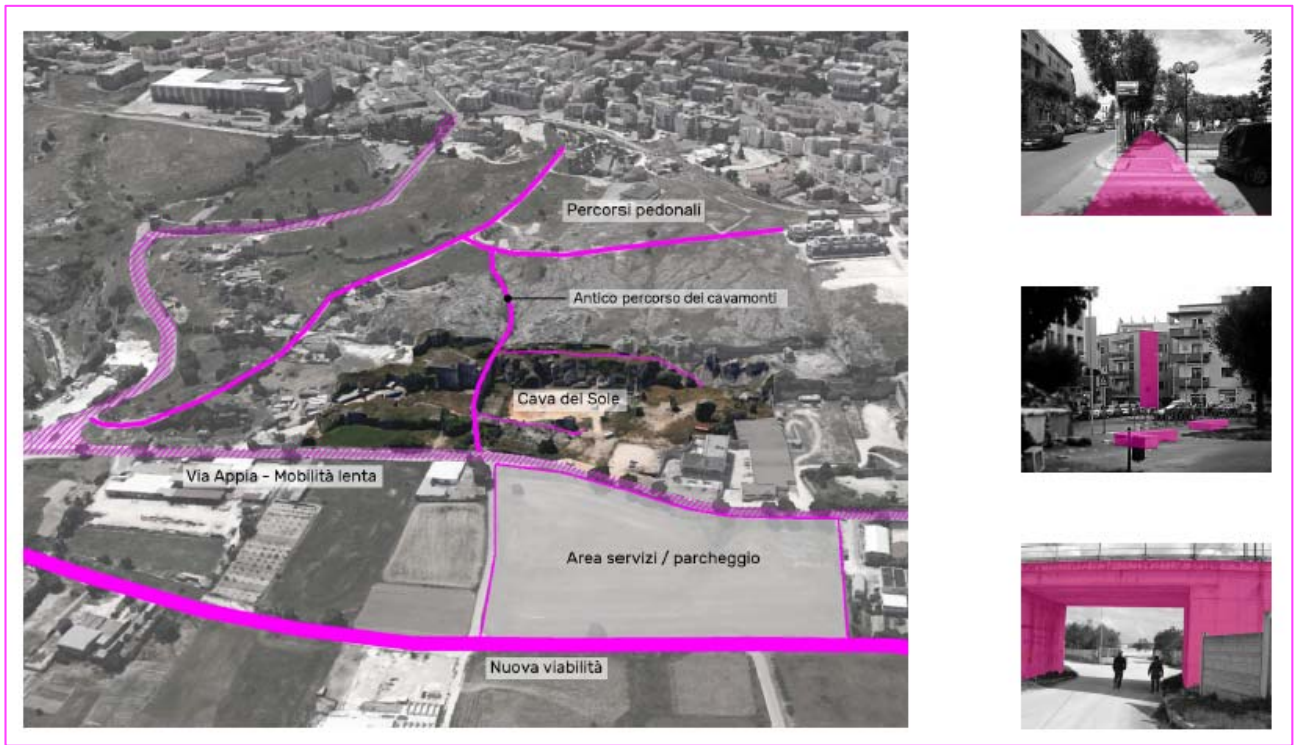 Percorsi pedonali
Antico percorso dei cavamonti
Cava del Sole
Via Appia - Mobilità lenta
Area servizi / parcheggio
Nuova viabilità